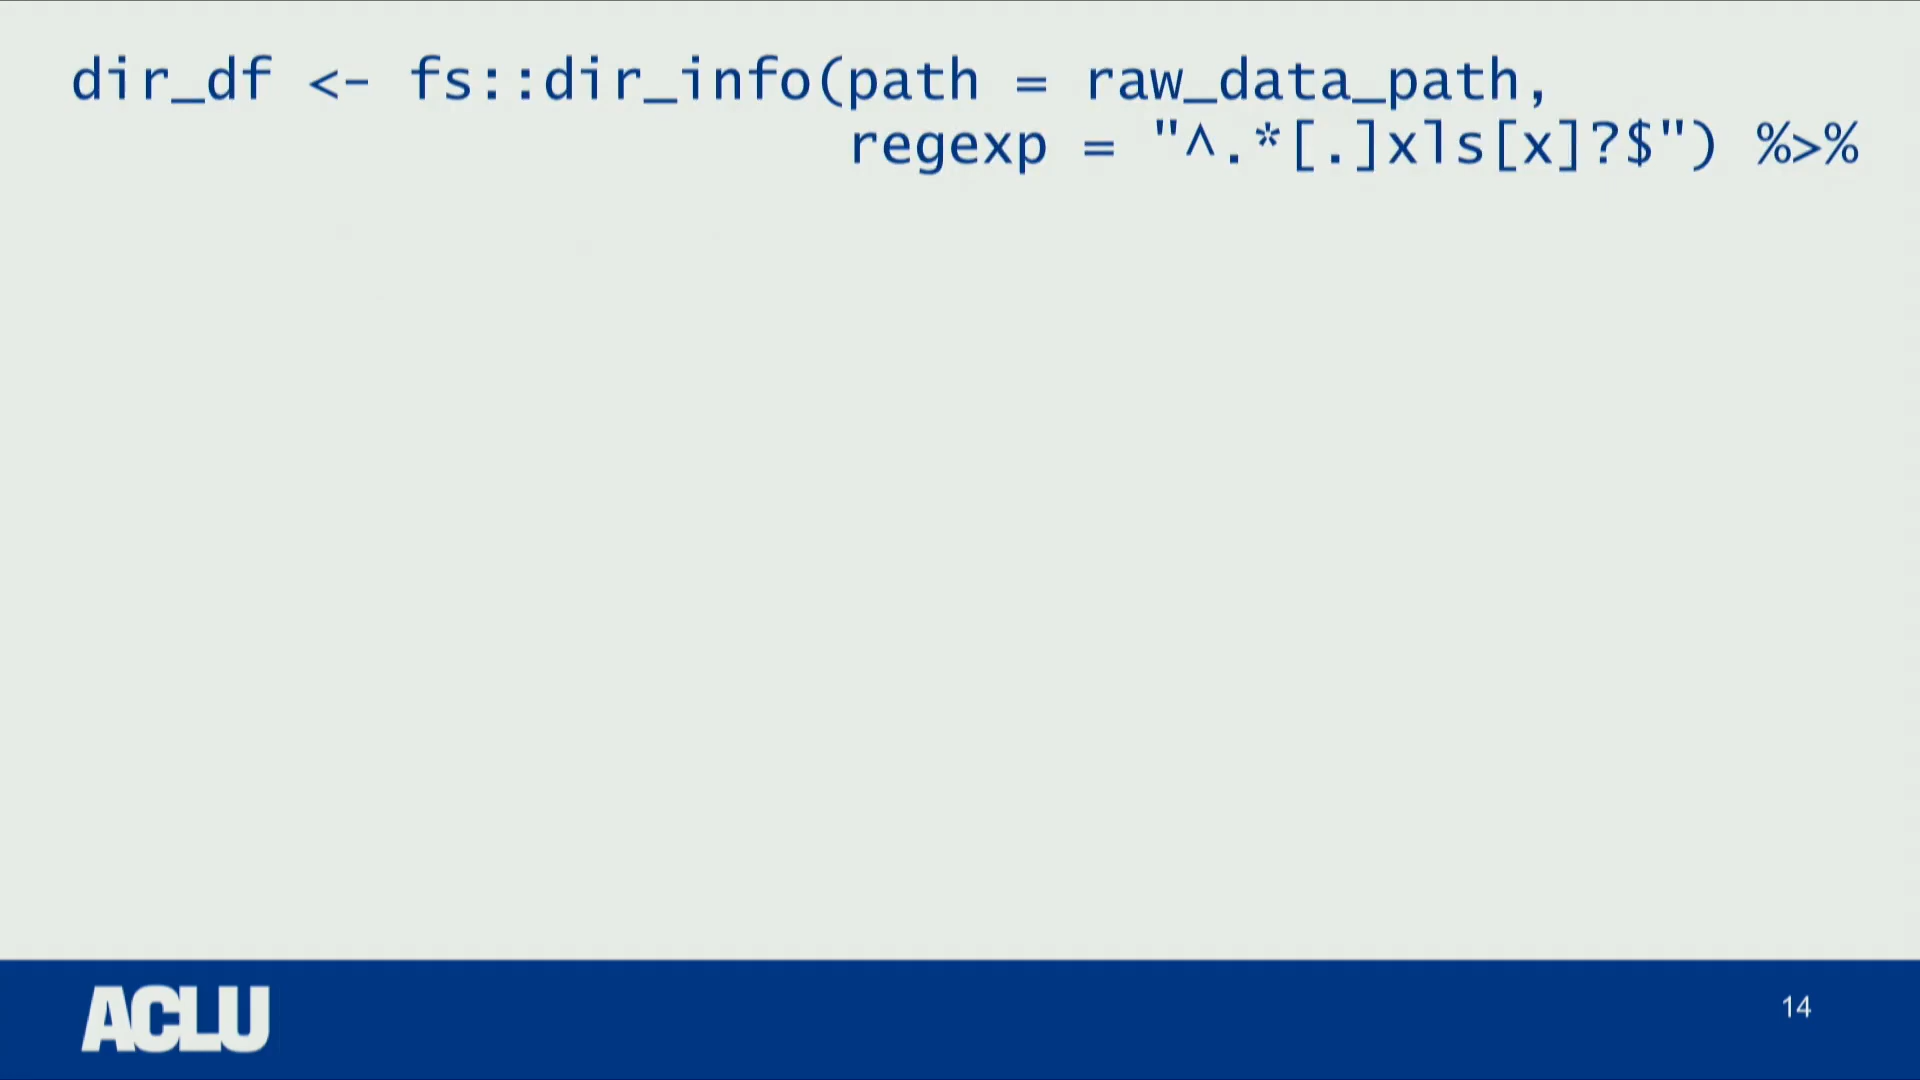 dir_df <- fs::dir_info(path = raw_data_path,
regexp = "^.*[.]xls[x]?$") %>%
ACLU
14